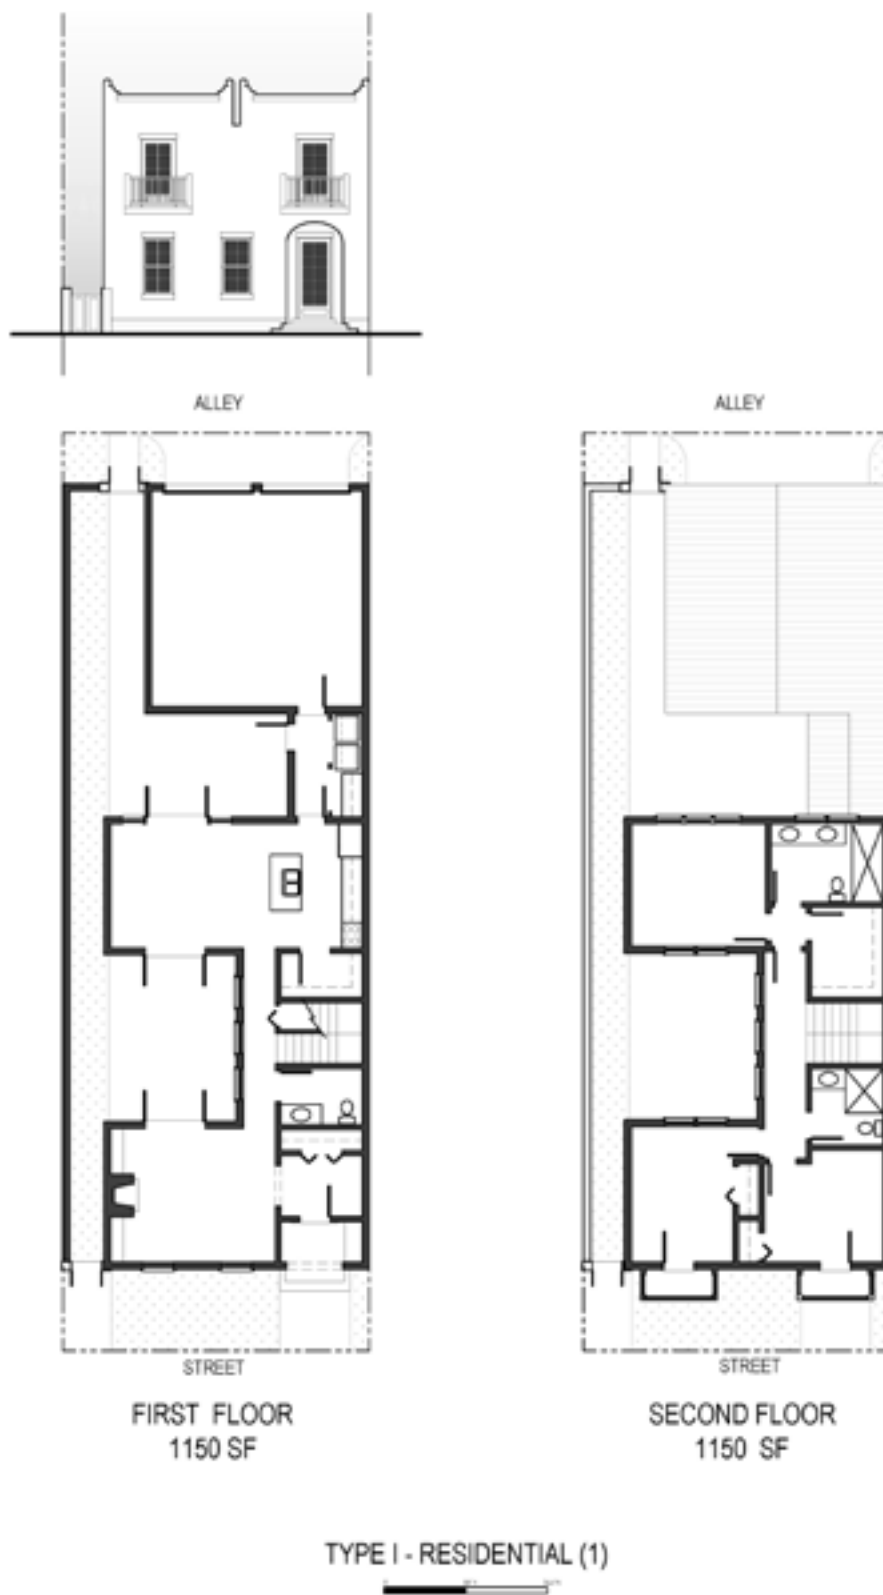 ALLEY
ALLEY
STREET
STREET
FIRST FLOOR
1150 SF
SECOND FLOOR
1150 SF
TYPE I - RESIDENTIAL (1)